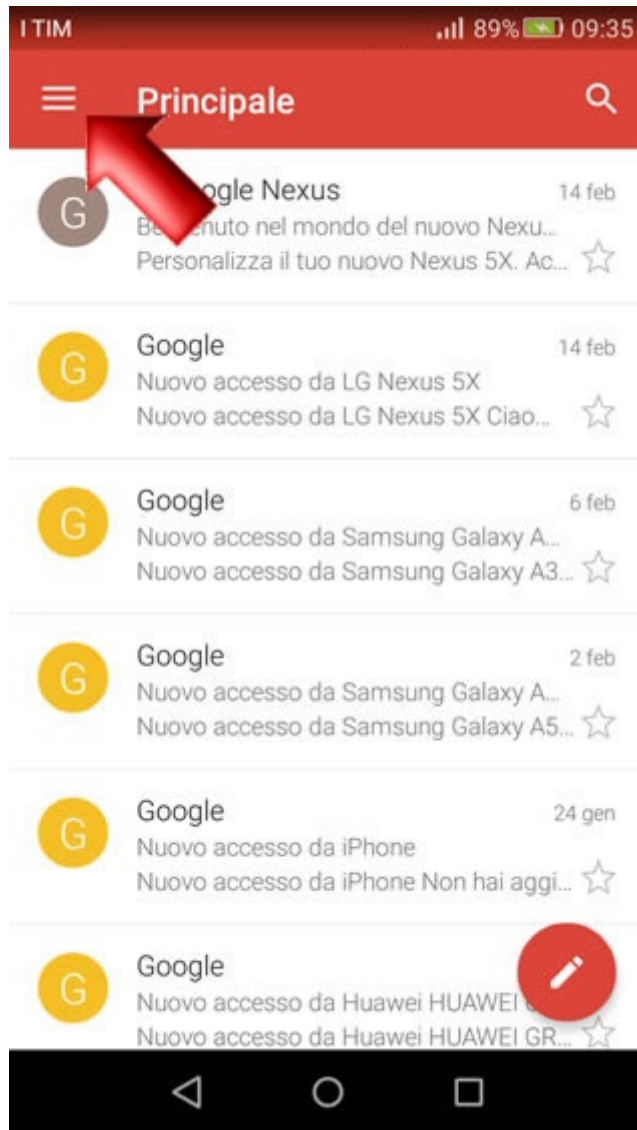 I TIM 89% 09:35
Principale
G
Google Nexus 14 feb
nel mondo del nuovo Nexu...
Personalizza il tuo nuovo Nexus 5X. Ac...
G
Google 14 feb
Nuovo accesso da LG Nexus 5X
Nuovo accesso da LG Nexus 5X Ciao...
G
Google 6 feb
Nuovo accesso da Samsung Galaxy A...
Nuovo accesso da Samsung Galaxy A3...
G
Google 2 feb
Nuovo accesso da Samsung Galaxy A...
Nuovo accesso da Samsung Galaxy A5...
G
Google 24 gen
Nuovo accesso da iPhone
Nuovo accesso da iPhone Non hai aggi...
G
Google
Nuovo accesso da Huawei HUAWEI
Nuovo accesso da Huawei HUAWEI GR...